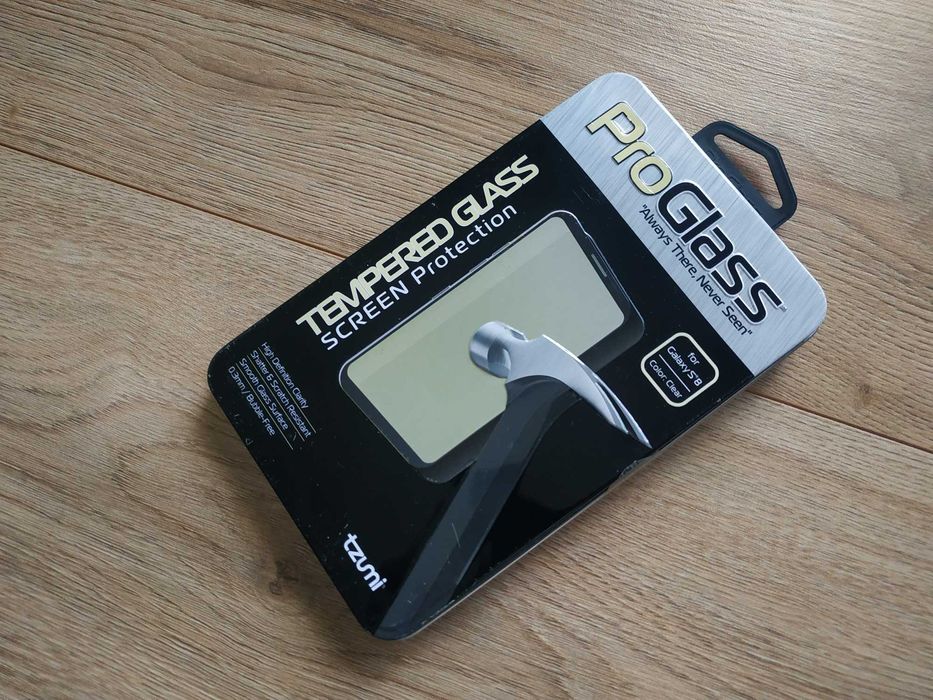 ProGlass
"Always There, Never Seen"
TEMPERED GLASS
SCREEN Protection
for
Galaxy S®8
Color: Clear
High Definition Clarity
Shatter & Scratch Resistant
Smooth Glass Surface
0.3mm / Bubble-Free
tzumi